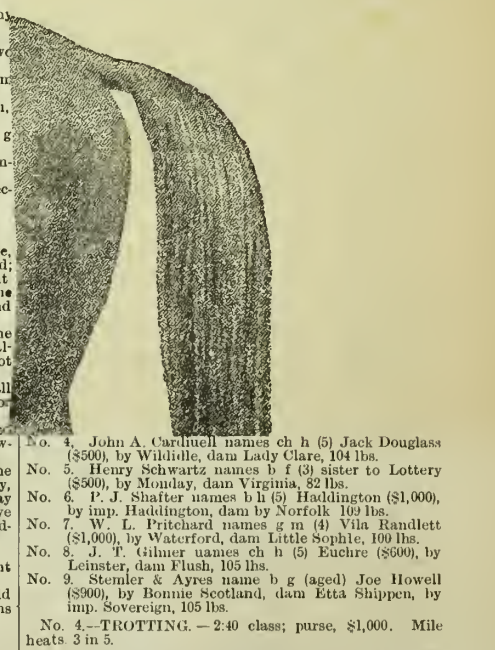 No. 4, John A. Cardinell names ch h (5) Jack Douglass
($500), by Wildidle, dam Lady Clare, 104 lbs.
No. 5. Henry Schwartz names b f (3) sister to Lottery
($500), by Monday, dam Virginia, 82 lbs.
No. 6. P. J. Shafter names b h (5) Haddington ($1,000),
by imp. Haddington, dam by Norfolk 109 lbs.
No. 7. W. L. Pritchard names g m (4) Vila Randlett
($1,000), by Waterford, dam Little Sophie, 100 lbs.
No. 8. J. T. Gilmer names ch h (5) Euchre ($600), by
Leinster, dam Flush, 105 lbs.
No. 9. Stemler & Ayres name b g (aged) Joe Howell
($900), by Bonnie Scotland, dam Etta Shippen, by
imp. Sovereign, 105 lbs.
No. 4.--TROTTING. — 2:40 class; purse, $1,000. Mile
heats 3 in 5.